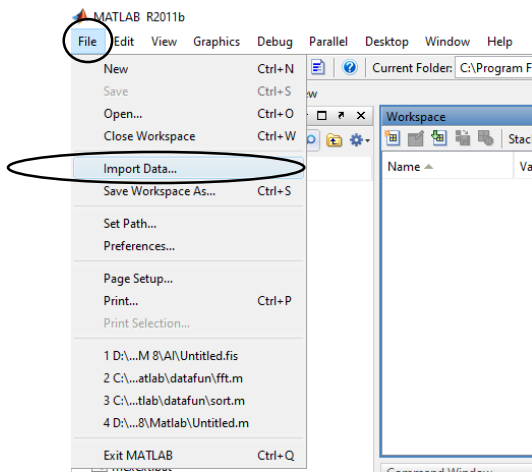 MATLAB R2011b
File Edit View Graphics Debug Parallel Desktop Window Help
New Ctrl+N
Current Folder: C:\Program F
Save Ctrl+S
Open... Ctrl+O
Workspace
Close Workspace Ctrl+W
Stac
Import Data...
Name
Save Workspace As... Ctrl+S
Set Path...
Preferences...
Page Setup...
Print... Ctrl+P
Print Selection...
1 D:\...M 8\AI\Untitled.fis
2 C:\...atlab\datafun\fft.m
3 C:\...tlab\datafun\sort.m
4 D:\...8\Matlab\Untitled.m
Exit MATLAB Ctrl+Q